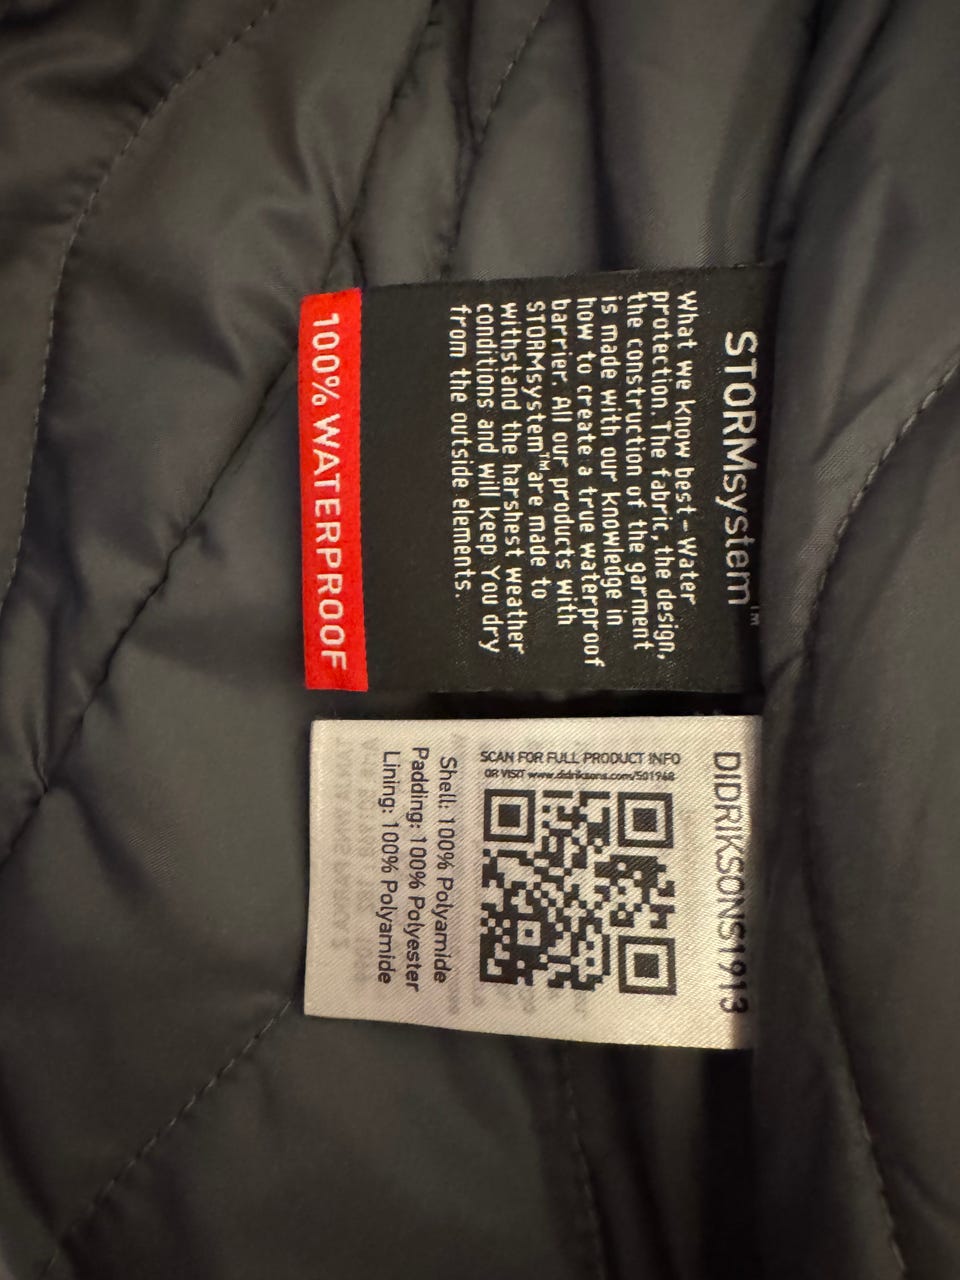 STORMsystem™
What we know best-Water
protection. The fabric, the design,
the construction of the garment
is made with our knowledge in
how to create a true waterproof
barrier. All our products with
STORMsystem™are made to
withstand the harshest weather
conditions and will keep You dry
from the outside elements.
100% WATERPROOF
DIDRIKSONS1913
SCAN FOR FULL PRODUCT INFO
OR VISIT www.didriksons.com/501968
Shell: 100% Polyamide
Padding: 100% Polyester
Lining: 100% Polyamide